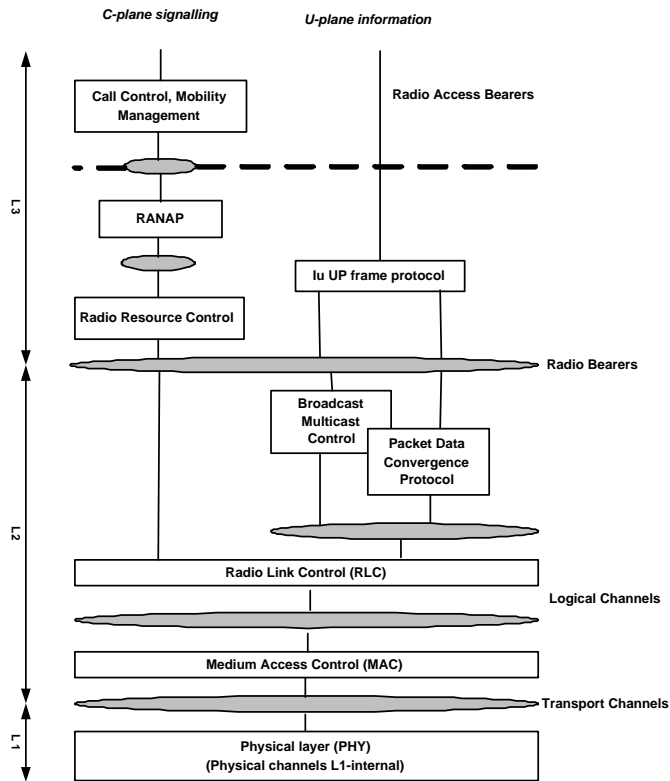 C-plane signalling
U-plane information
Call Control, Mobility
Management
Radio Access Bearers
L3
RANAP
Iu UP frame protocol
Radio Resource Control
Radio Bearers
Broadcast
Multicast
Control
Packet Data
Convergence
Protocol
L2
Radio Link Control (RLC)
Logical Channels
Medium Access Control (MAC)
Transport Channels
L1
Physical layer (PHY)
(Physical channels L1-internal)